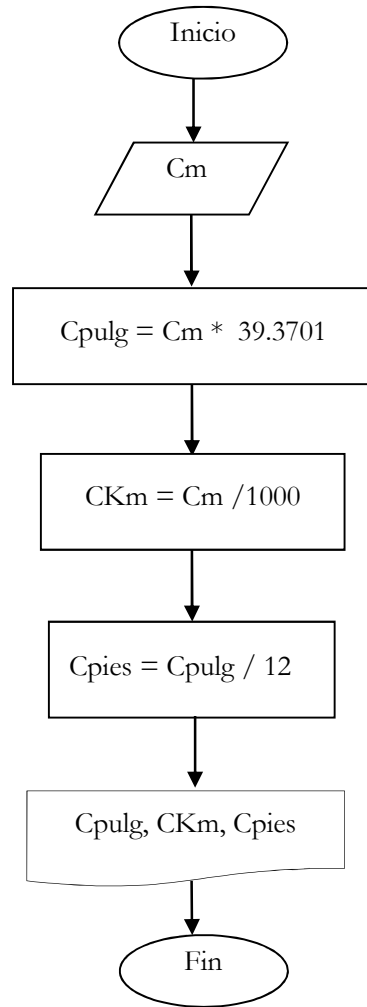 Inicio
Cm
Cpulg = Cm * 39.3701
CKm = Cm /1000
Cpies = Cpulg / 12
Cpulg, CKm, Cpies
Fin